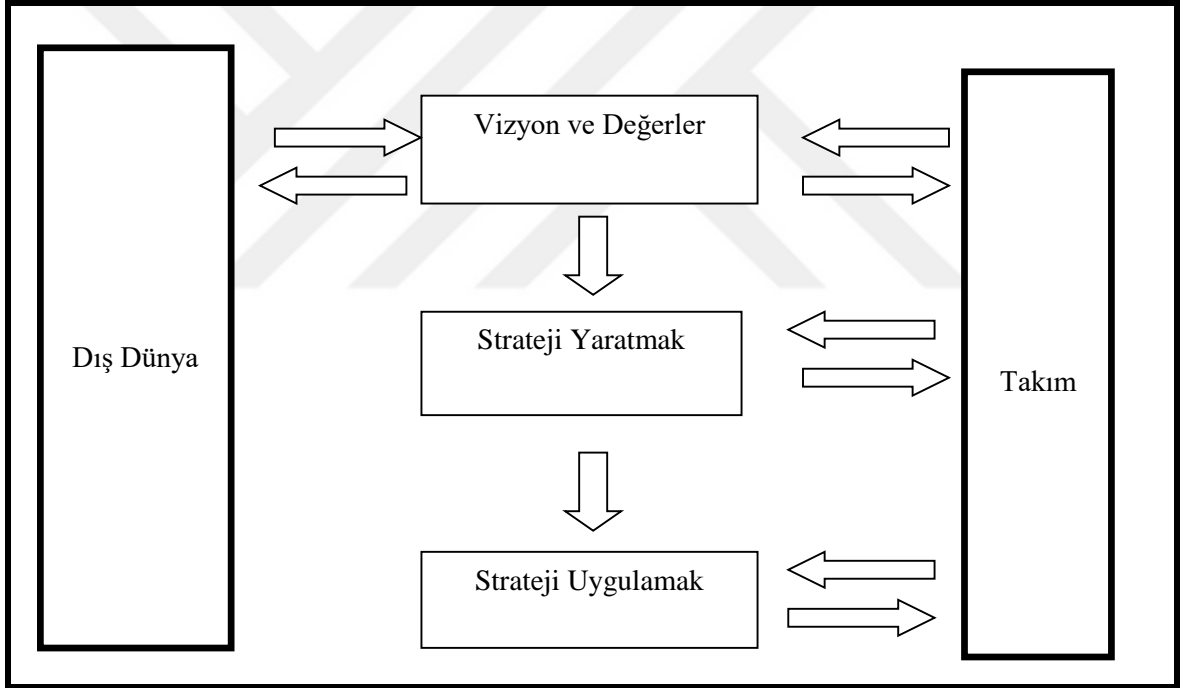 Vizyon ve Değerler
Strateji Yaratmak
Dış Dünya
Takım
Strateji Uygulamak